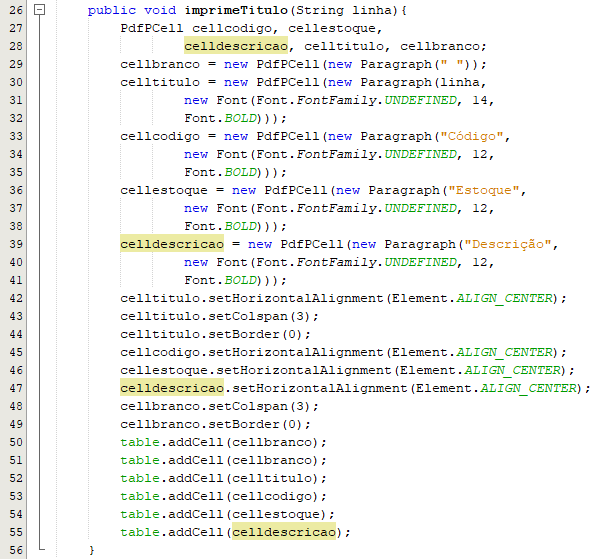 26 public void imprimeTitulo(String linha){
27 PdfPCell cellcodigo, cellestoque,
28 celldescricao, celltitulo, cellbranco;
29 cellbranco = new PdfPCell(new Paragraph(" "));
30 celltitulo = new PdfPCell(new Paragraph(linha,
31 new Font(Font.FontFamily.UNDEFINED, 14,
32 Font.BOLD)));
33 cellcodigo = new PdfPCell(new Paragraph("Código",
34 new Font(Font.FontFamily.UNDEFINED, 12,
35 Font.BOLD)));
36 cellestoque = new PdfPCell(new Paragraph("Estoque",
37 new Font(Font.FontFamily.UNDEFINED, 12,
38 Font.BOLD)));
39 celldescricao = new PdfPCell(new Paragraph("Descrição",
40 new Font(Font.FontFamily.UNDEFINED, 12,
41 Font.BOLD)));
42 celltitulo.setHorizontalAlignment(Element.ALIGN_CENTER);
43 celltitulo.setColspan(3);
44 celltitulo.setBorder(0);
45 cellcodigo.setHorizontalAlignment(Element.ALIGN_CENTER);
46 cellestoque.setHorizontalAlignment(Element.ALIGN_CENTER);
47 celldescricao.setHorizontalAlignment(Element.ALIGN_CENTER);
48 cellbranco.setColspan(3);
49 cellbranco.setBorder(0);
50 table.addCell(cellbranco);
51 table.addCell(cellbranco);
52 table.addCell(celltitulo);
53 table.addCell(cellcodigo);
54 table.addCell(cellestoque);
55 table.addCell(celldescricao);
56 }